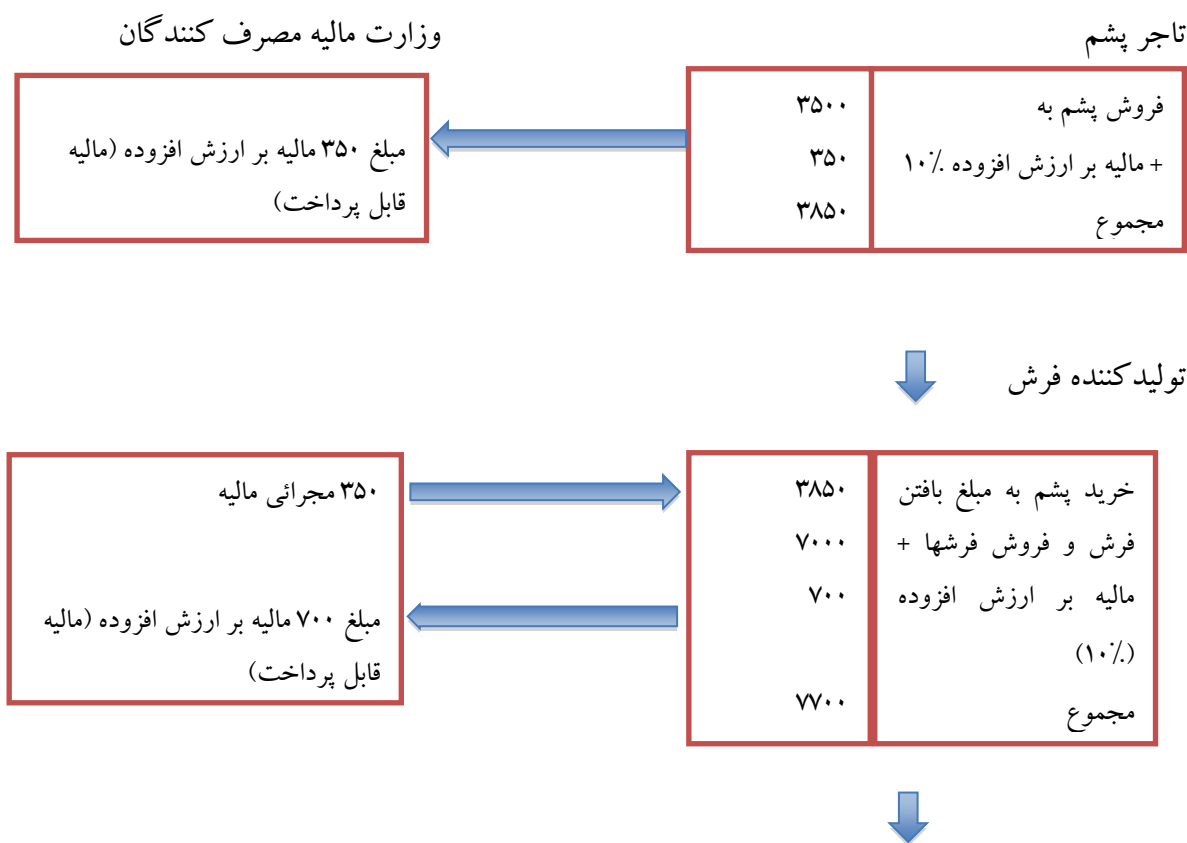 تاجر پشم
وزارت مالیه مصرف کنندگان
فروش پشم به
۳۵۰۰
+ مالیه بر ارزش افزوده ۱۰٪
۳۵۰
مجموع
۳۸۵۰
مبلغ ۳۵۰ مالیه بر ارزش افزوده (مالیه
قابل پرداخت)
تولیدکننده فرش
خرید پشم به مبلغ بافتن
۳۸۵۰
فرش و فروش فرشها +
۷۰۰۰
مالیه بر ارزش افزوده
۷۰۰
(۱۰٪)
مجموع
۷۷۰۰
۳۵۰ مجرائی مالیه
مبلغ ۷۰۰ مالیه بر ارزش افزوده (مالیه
قابل پرداخت)